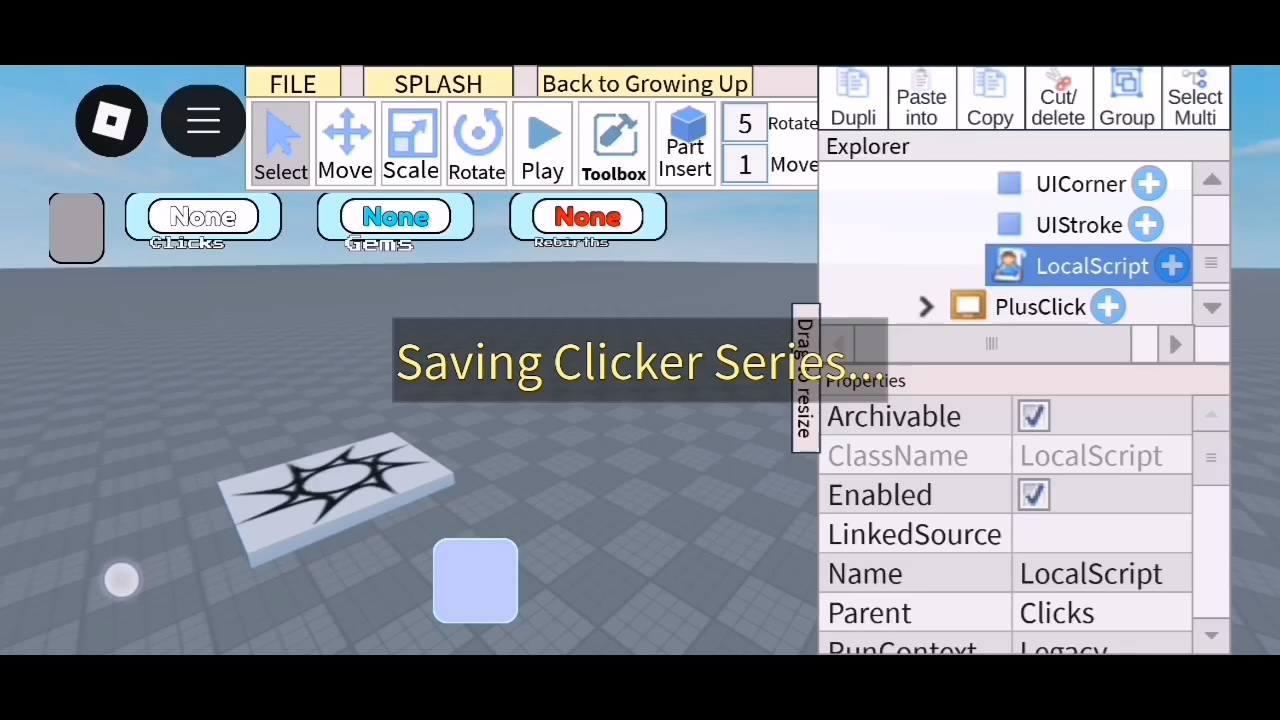 FILE
SPLASH
Back to Growing Up
Select
Move
Scale
Rotate
Play
Toolbox
Part
Insert
5
Rotate
1
Move
Dupli
Paste
into
Copy
Cut/
delete
Group
Select
Multi
None
Clicks
None
Gems
None
Rebirths
Explorer
UICorner
UIStroke
LocalScript
PlusClick
Saving Clicker Series...
Drag to resize
Properties
Archivable
ClassName LocalScript
Enabled
LinkedSource
Name LocalScript
Parent Clicks
RunContext Legacy